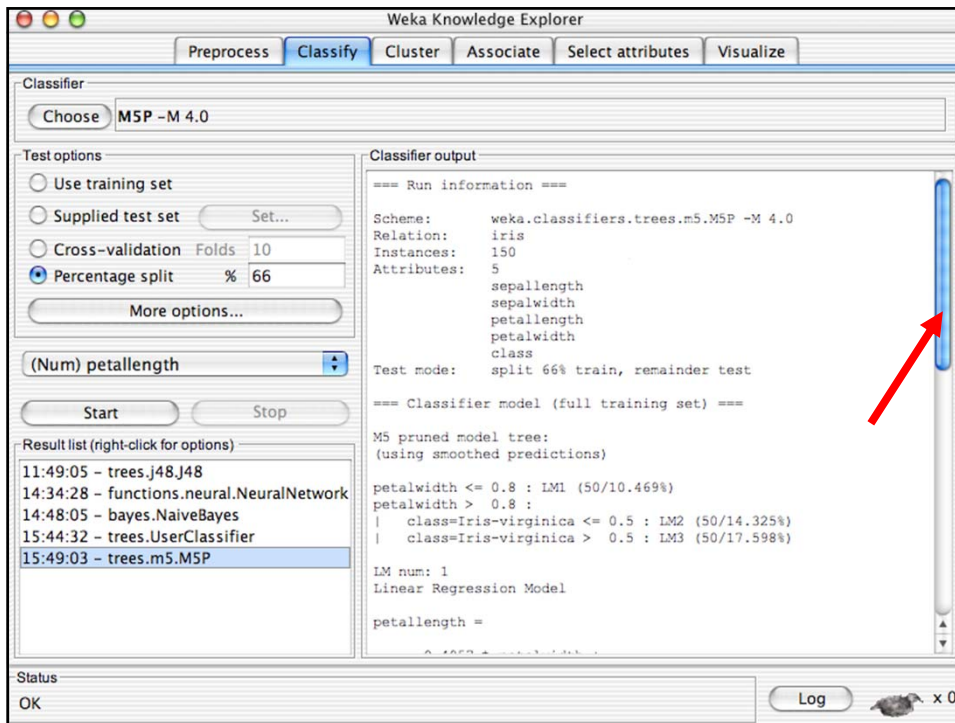 Weka Knowledge Explorer
Preprocess Classify Cluster Associate Select attributes Visualize
Classifier
Choose M5P -M 4.0
Test options
Use training set
Supplied test set Set...
Cross-validation Folds 10
Percentage split % 66
More options...
(Num) petallength
Start Stop
Result list (right-click for options)
11:49:05 - trees.j48.J48
14:34:28 - functions.neural.NeuralNetwork
14:48:05 - bayes.NaiveBayes
15:44:32 - trees.UserClassifier
15:49:03 - trees.m5.M5P
Classifier output
=== Run information ===
Scheme: weka.classifiers.trees.m5.M5P -M 4.0
Relation: iris
Instances: 150
Attributes: 5
sepallength
sepalwidth
petallength
petalwidth
class
Test mode: split 66% train, remainder test
=== Classifier model (full training set) ===
M5 pruned model tree:
(using smoothed predictions)
petalwidth <= 0.8 : LM1 (50/10.469%)
petalwidth > 0.8 :
| class=Iris-virginica <= 0.5 : LM2 (50/14.325%)
| class=Iris-virginica > 0.5 : LM3 (50/17.598%)
LM num: 1
Linear Regression Model
petallength =
Status
OK
Log x 0